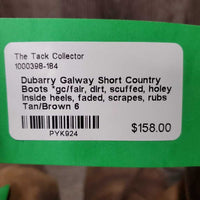 The Tack Collector
1000398-184
Dubarry Galway Short Country
Boots *gc/fair, dirt, scuffed, holey
inside heels, faded, scrapes, rubs
Tan/Brown 6
PYK924
$158.00